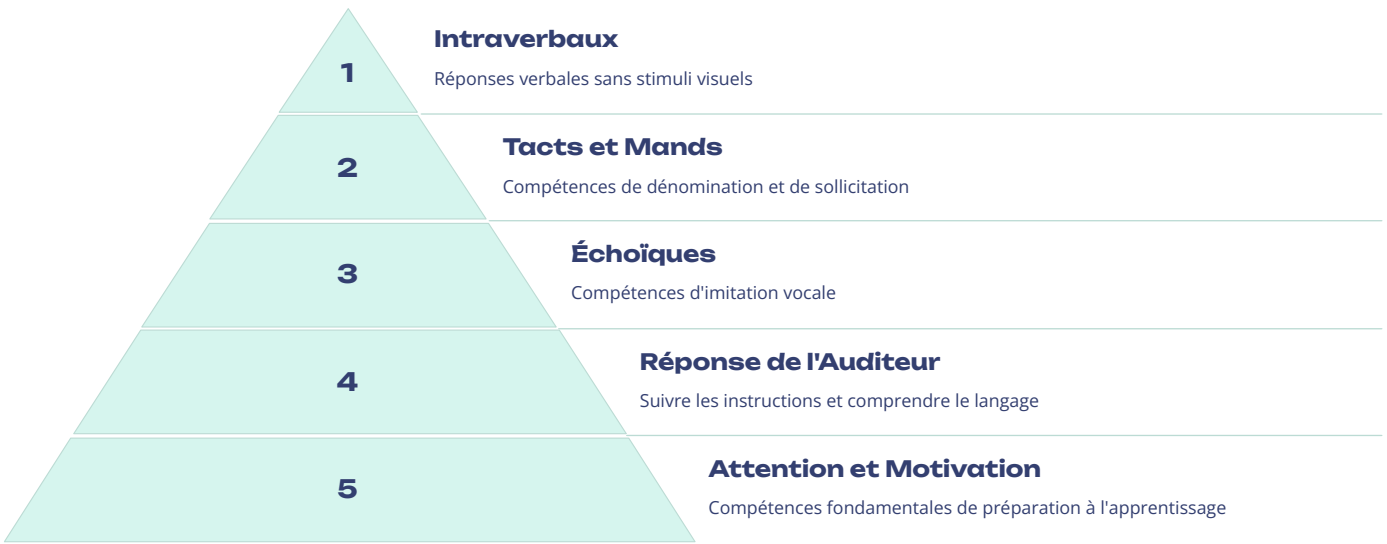 1
Intraverbaux
Réponses verbales sans stimuli visuels
2
Tacts et Mands
Compétences de dénomination et de sollicitation
3
Échoïques
Compétences d'imitation vocale
4
Réponse de l'Auditeur
Suivre les instructions et comprendre le langage
5
Attention et Motivation
Compétences fondamentales de préparation à l'apprentissage